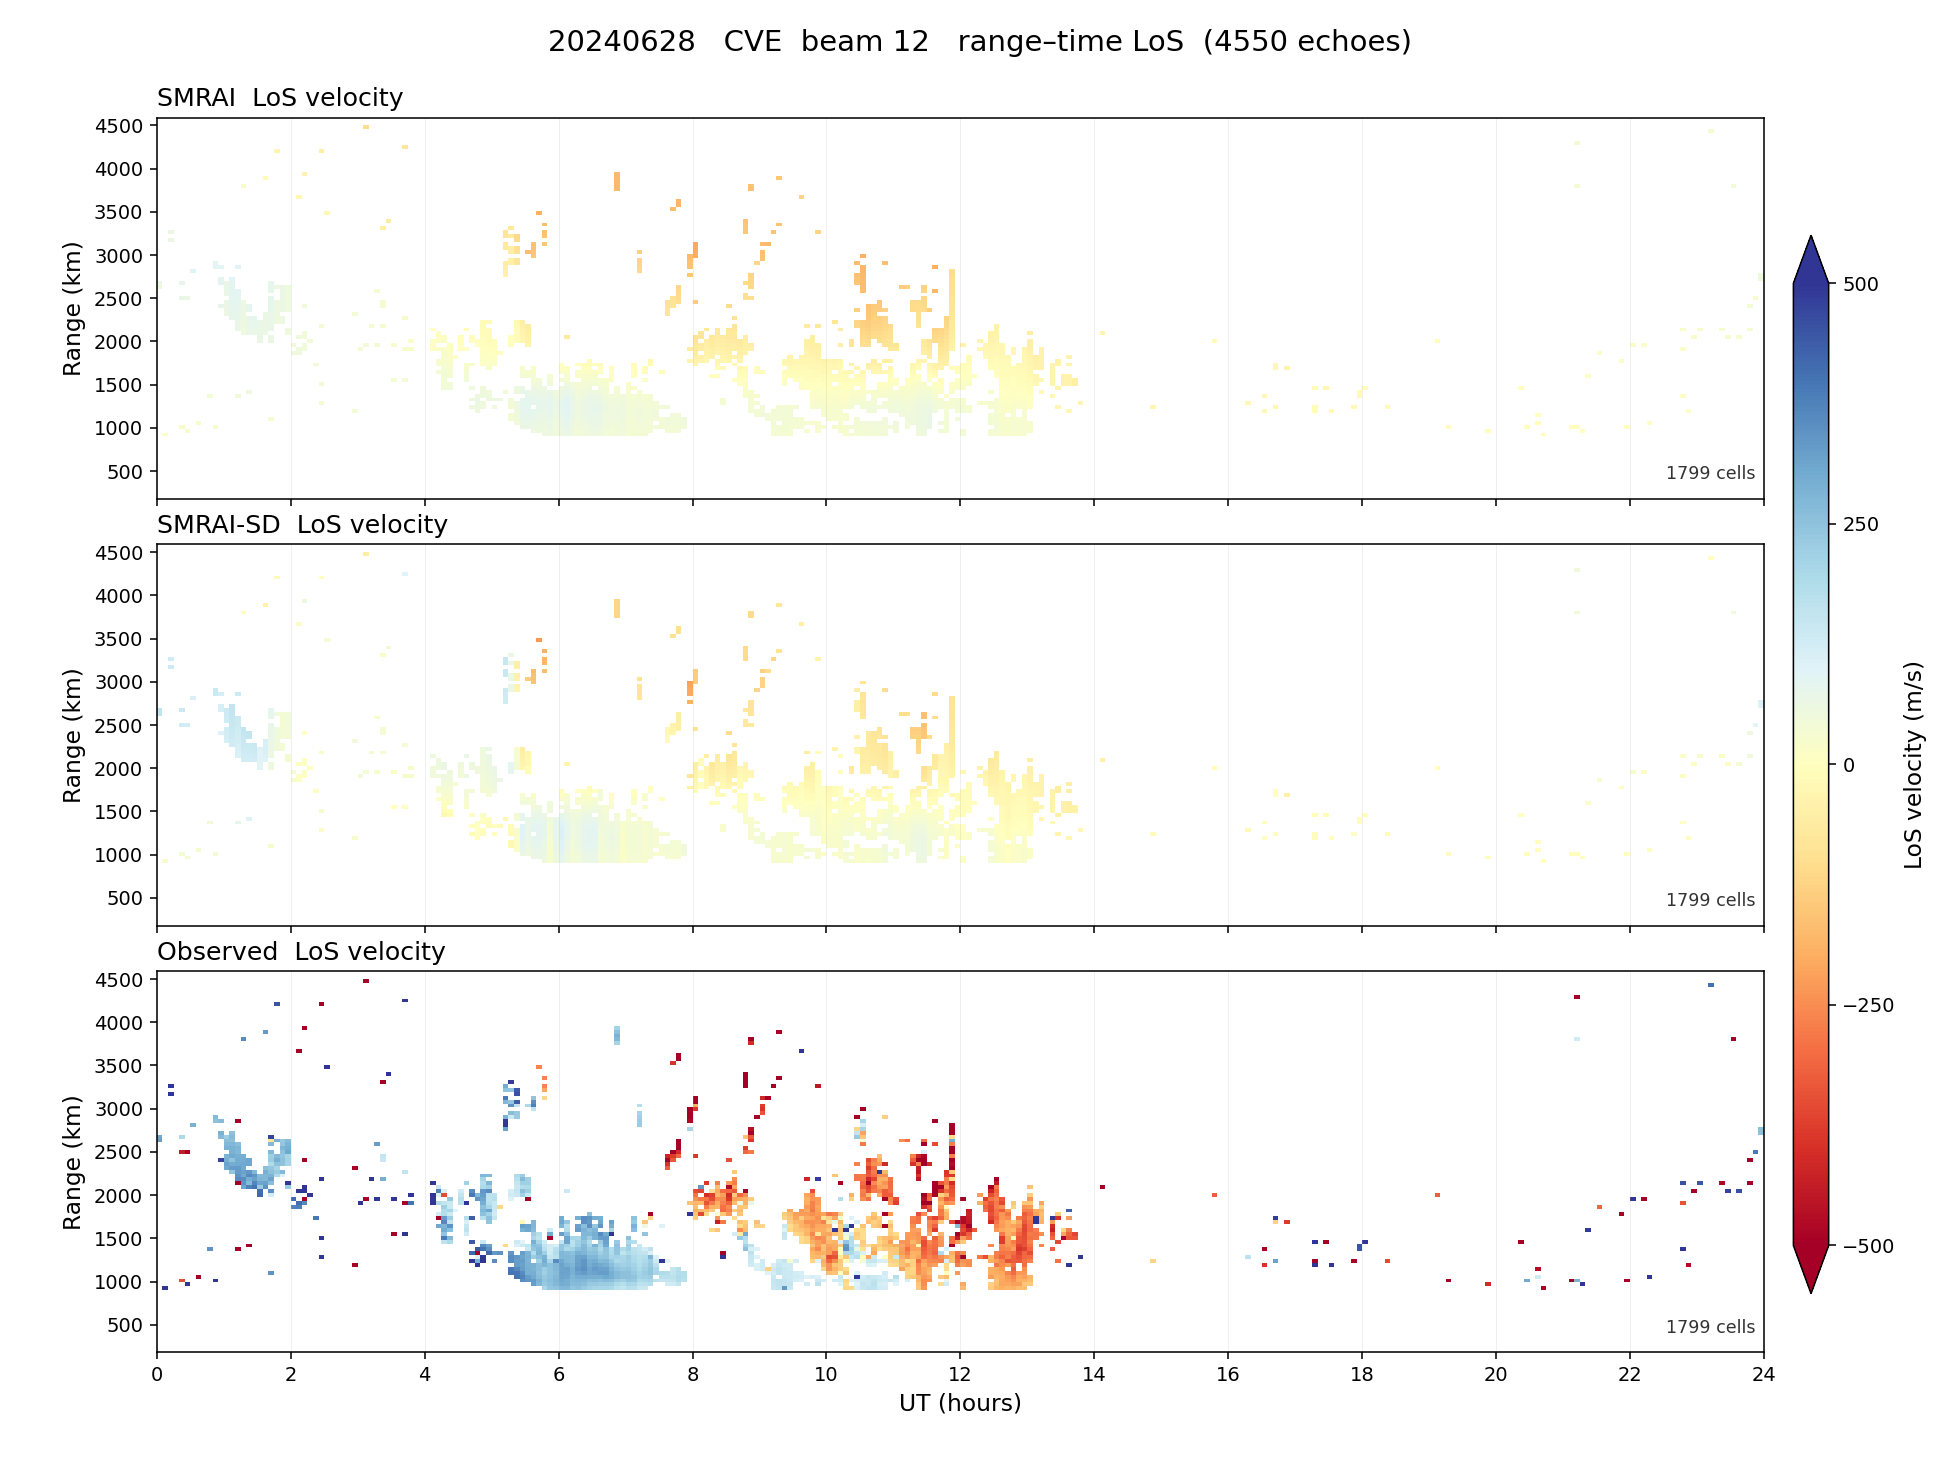 20240628   CVE  beam 12   range–time LoS  (4550 echoes)
SMRAI  LoS velocity
4500
4000
3500
3000
2500
2000
1500
1000
500
Range (km)
1799 cells
SMRAI-SD  LoS velocity
4500
4000
3500
3000
2500
2000
1500
1000
500
Range (km)
1799 cells
Observed  LoS velocity
4500
4000
3500
3000
2500
2000
1500
1000
500
Range (km)
1799 cells
0 2 4 6 8 10 12 14 16 18 20 22 24
UT (hours)
500
250
0
−250
−500
LoS velocity (m/s)